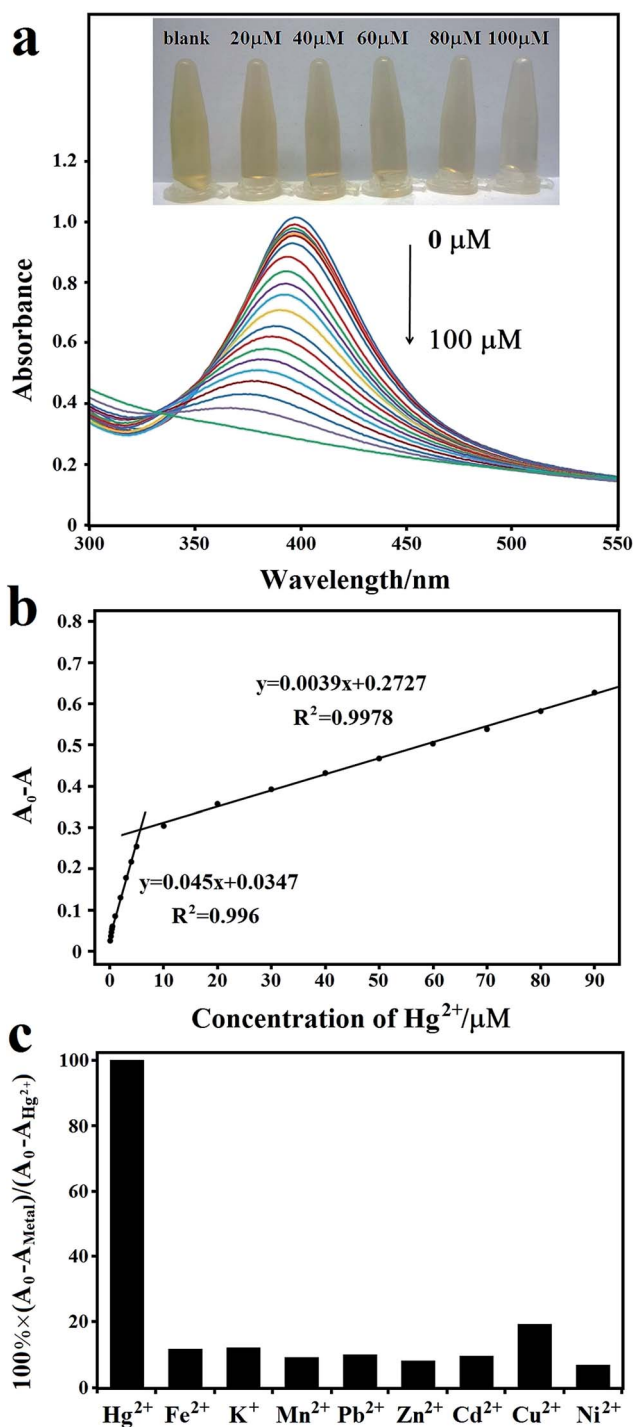 a
blank 20μM 40μM 60μM 80μM 100μM
1.2
1.0
0.8
0.6
0.4
0.2
0
Absorbance
0 μM
100 μM
300 350 400 450 500 550
Wavelength/nm
b
0.8
0.7
0.6
0.5
0.4
0.3
0.2
0.1
0
A₀-A
y=0.0039x+0.2727
R²=0.9978
y=0.045x+0.0347
R²=0.996
0 10 20 30 40 50 60 70 80 90
Concentration of Hg²⁺/μM
c
100%×(A₀-A_Metal)/(A₀-A_Hg²⁺)
100
80
60
40
20
0
Hg²⁺ Fe²⁺ K⁺ Mn²⁺ Pb²⁺ Zn²⁺ Cd²⁺ Cu²⁺ Ni²⁺